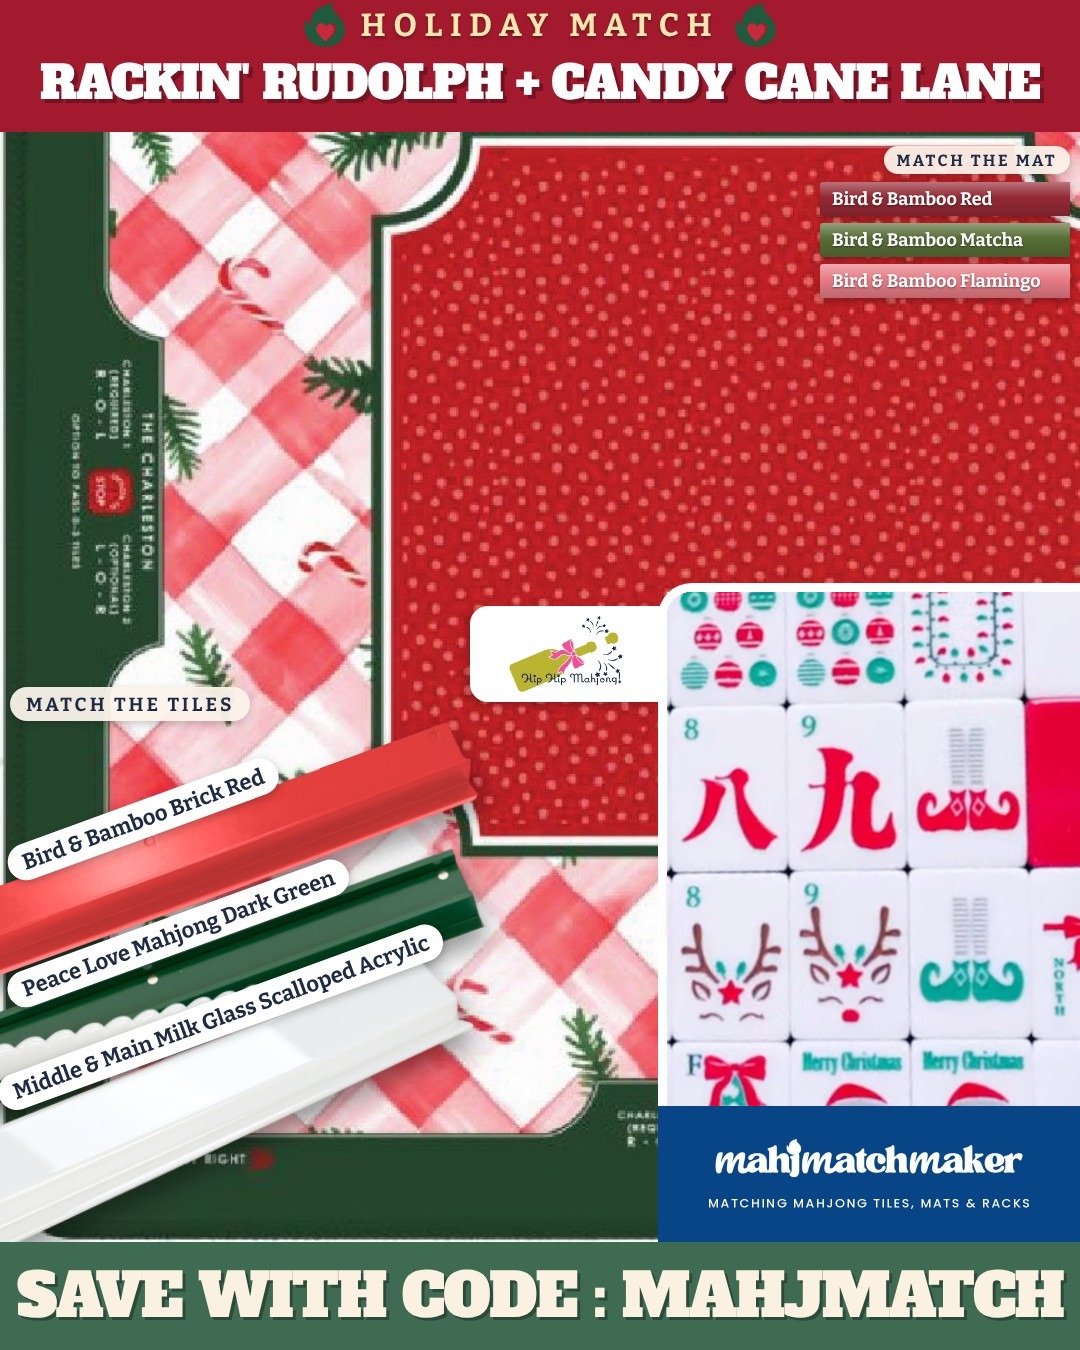 HOLIDAY MATCH
RACKIN' RUDOLPH + CANDY CANE LANE
MATCH THE MAT
Bird & Bamboo Red
Bird & Bamboo Matcha
Bird & Bamboo Flamingo
THE CHARLESTON
CHARLESTON 1:
(REQUIRED)
R - O - L
STOP
CHARLESTON 2
(OPTIONAL)
L - O - R
OPTION TO PASS 0-3 TILES
MATCH THE TILES
Hip Hip Mahjong!
Bird & Bamboo Brick Red
Peace Love Mahjong Dark Green
Middle & Main Milk Glass Scalloped Acrylic
8
八
9
九
8
9
NORTH
F
Merry Christmas
Merry Christmas
RIGHT
mahjmatchmaker
MATCHING MAHJONG TILES, MATS & RACKS
SAVE WITH CODE : MAHJMATCH